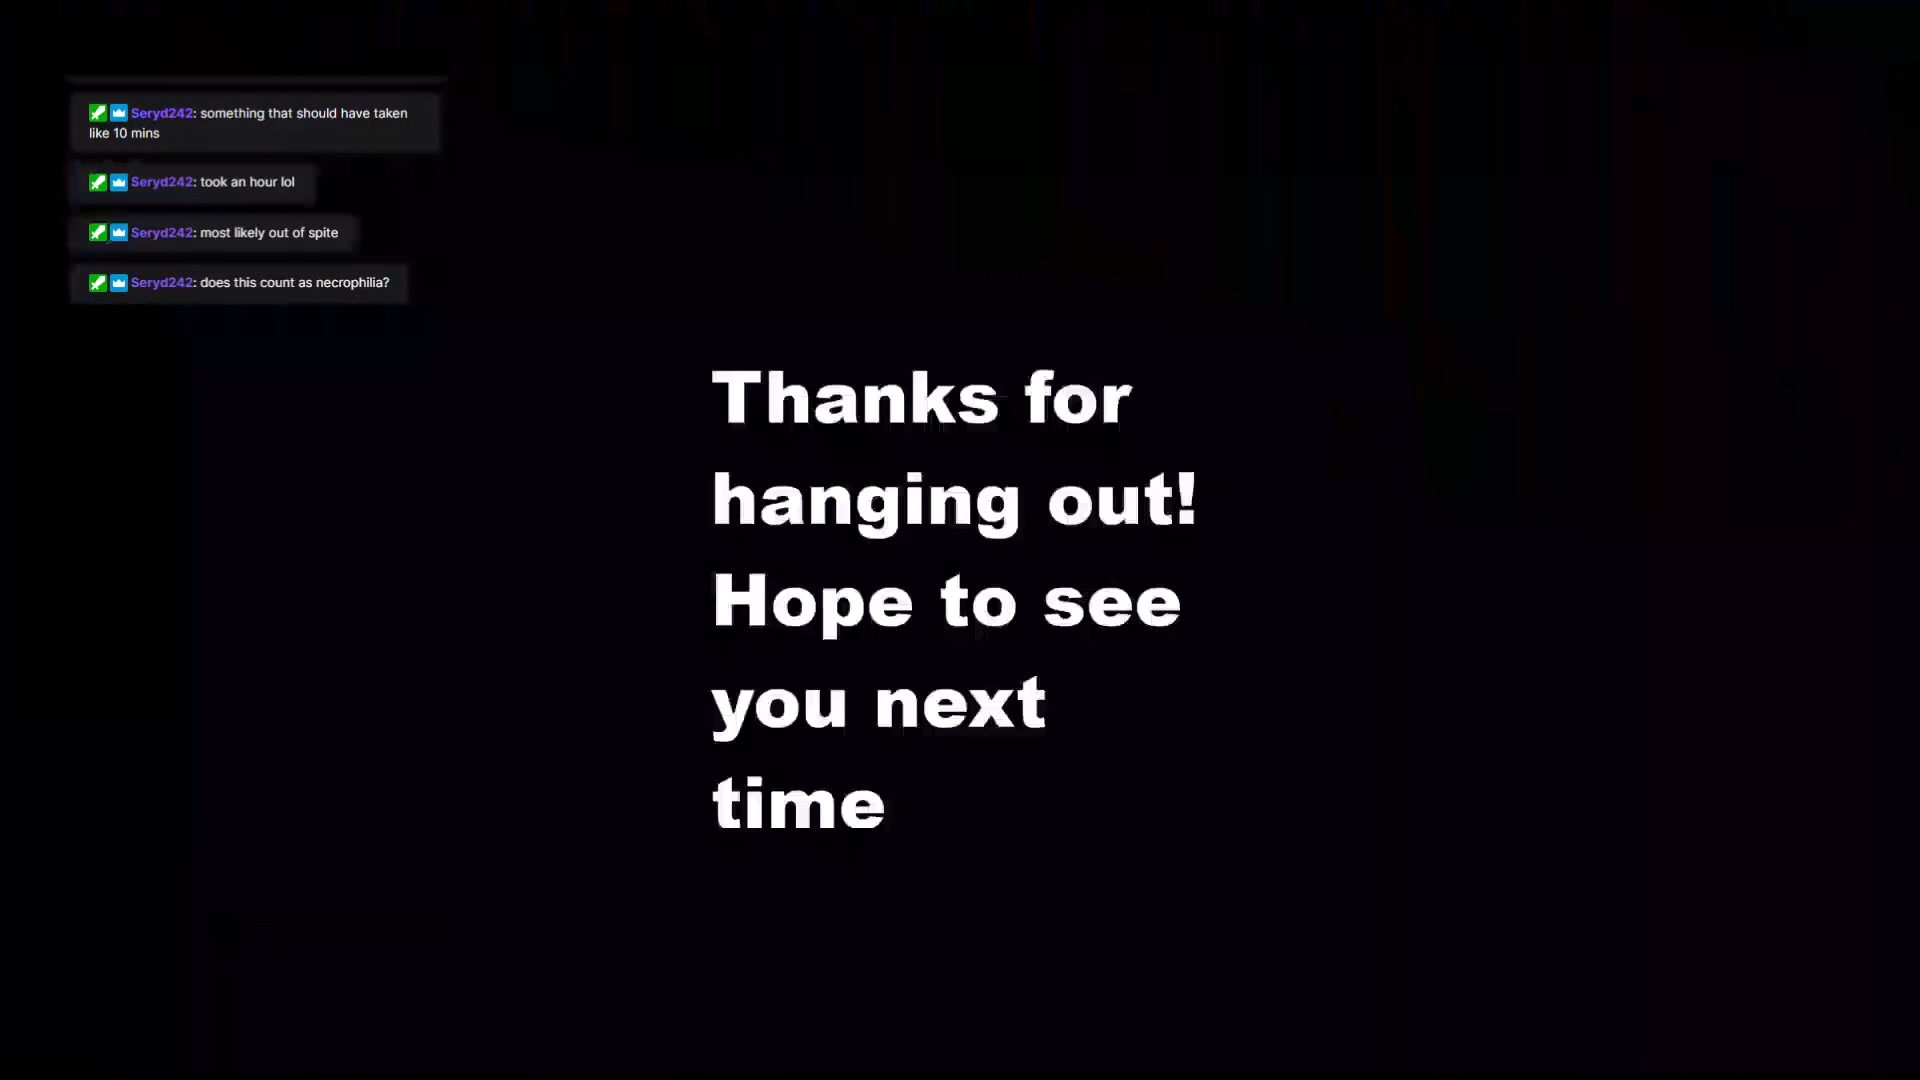 Seryd242: something that should have taken
like 10 mins
Seryd242: took an hour lol
Seryd242: most likely out of spite
Seryd242: does this count as necrophilia?
Thanks for
hanging out!
Hope to see
you next
time